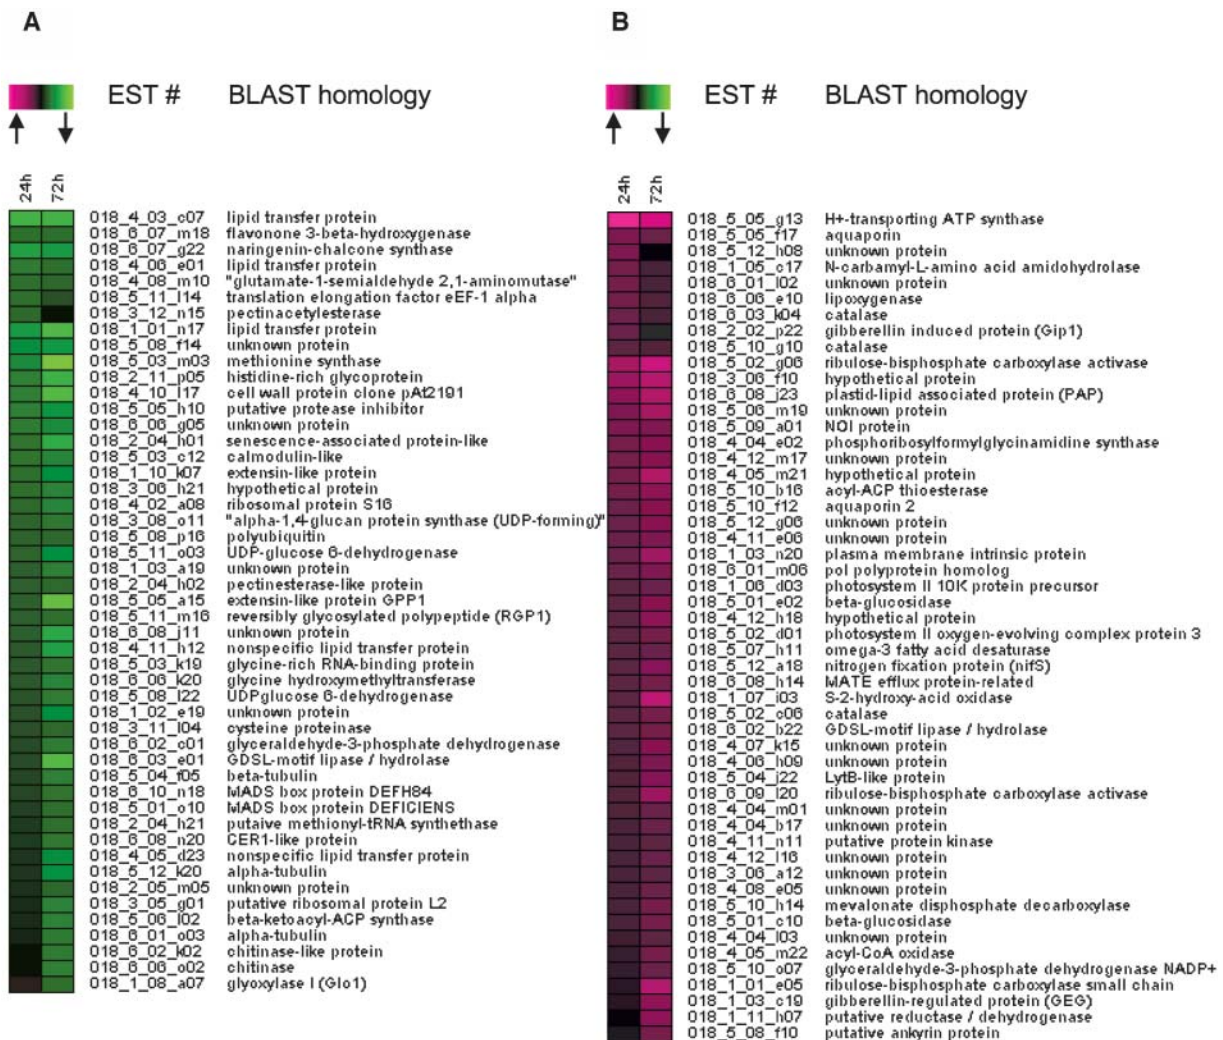 A
EST # BLAST homology
24h 72h
018_4_03_c07 lipid transfer protein
018_6_07_m18 flavonone 3-beta-hydroxygenase
018_6_07_g22 naringenin-chalcone synthase
018_4_06_e01 lipid transfer protein
018_4_08_m10 "glutamate-1-semialdehyde 2,1-aminomutase"
018_5_11_l14 translation elongation factor eEF-1 alpha
018_3_12_n15 pectinacetylesterase
018_1_01_n17 lipid transfer protein
018_5_08_f14 unknown protein
018_5_03_m03 methionine synthase
018_2_11_p05 histidine-rich glycoprotein
018_4_10_l17 cell wall protein clone pAt2191
018_5_05_h10 putative protease inhibitor
018_6_06_g05 unknown protein
018_2_04_h01 senescence-associated protein-like
018_5_03_c12 calmodulin-like
018_1_10_k07 extensin-like protein
018_3_06_h21 hypothetical protein
018_4_02_a08 ribosomal protein S16
018_3_08_o11 "alpha-1,4-glucan protein synthase (UDP-forming)"
018_5_08_p16 polyubiquitin
018_5_11_o03 UDP-glucose 6-dehydrogenase
018_1_03_a19 unknown protein
018_2_04_h02 pectinesterase-like protein
018_5_05_a15 extensin-like protein GPP1
018_5_11_m16 reversibly glycosylated polypeptide (RGP1)
018_6_08_j11 unknown protein
018_4_11_h12 nonspecific lipid transfer protein
018_5_03_k19 glycine-rich RNA-binding protein
018_6_06_k20 glycine hydroxymethyltransferase
018_5_08_l22 UDPglucose 6-dehydrogenase
018_1_02_e19 unknown protein
018_3_11_l04 cysteine proteinase
018_6_02_c01 glyceraldehyde-3-phosphate dehydrogenase
018_6_03_e01 GDSL-motif lipase / hydrolase
018_5_04_f05 beta-tubulin
018_6_10_n18 MADS box protein DEFH84
018_5_01_o10 MADS box protein DEFICIENS
018_2_04_h21 putaive methionyl-tRNA synthethase
018_6_08_n20 CER1-like protein
018_4_05_d23 nonspecific lipid transfer protein
018_5_12_k20 alpha-tubulin
018_2_05_m05 unknown protein
018_3_05_g01 putative ribosomal protein L2
018_5_06_l02 beta-ketoacyl-ACP synthase
018_6_01_o03 alpha-tubulin
018_6_02_k02 chitinase-like protein
018_6_06_o02 chitinase
018_1_08_a07 glyoxylase I (Glo1)
B
EST # BLAST homology
24h 72h
018_5_05_g13 H+-transporting ATP synthase
018_5_05_f17 aquaporin
018_5_12_h08 unknown protein
018_1_05_c17 N-carbamyl-L-amino acid amidohydrolase
018_6_01_l02 unknown protein
018_6_06_e10 lipoxygenase
018_6_03_k04 catalase
018_2_02_p22 gibberellin induced protein (Gip1)
018_5_10_g10 catalase
018_5_02_g06 ribulose-bisphosphate carboxylase activase
018_3_06_f10 hypothetical protein
018_6_08_j23 plastid-lipid associated protein (PAP)
018_5_06_m19 unknown protein
018_5_09_a01 NOI protein
018_4_04_e02 phosphoribosylformylglycinamidine synthase
018_4_12_m17 unknown protein
018_4_05_m21 hypothetical protein
018_5_10_b16 acyl-ACP thioesterase
018_5_10_f12 aquaporin 2
018_5_12_g06 unknown protein
018_4_11_e06 unknown protein
018_1_03_n20 plasma membrane intrinsic protein
018_6_01_m06 pol polyprotein homolog
018_1_06_d03 photosystem II 10K protein precursor
018_5_01_e02 beta-glucosidase
018_4_12_h18 hypothetical protein
018_5_02_d01 photosystem II oxygen-evolving complex protein 3
018_5_07_h11 omega-3 fatty acid desaturase
018_5_12_a18 nitrogen fixation protein (nifS)
018_6_08_h14 MATE efflux protein-related
018_1_07_i03 S-2-hydroxy-acid oxidase
018_5_02_c06 catalase
018_6_02_b22 GDSL-motif lipase / hydrolase
018_4_07_k15 unknown protein
018_4_06_h09 unknown protein
018_5_04_j22 LytB-like protein
018_6_09_l20 ribulose-bisphosphate carboxylase activase
018_4_04_m01 unknown protein
018_4_04_b17 unknown protein
018_4_11_n11 putative protein kinase
018_4_12_l16 unknown protein
018_3_06_a12 unknown protein
018_4_08_e05 unknown protein
018_5_10_h14 mevalonate disphosphate decarboxylase
018_5_01_c10 beta-glucosidase
018_4_04_l03 unknown protein
018_4_05_m22 acyl-CoA oxidase
018_5_10_o07 glyceraldehyde-3-phosphate dehydrogenase NADP+
018_1_01_e05 ribulose-bisphosphate carboxylase small chain
018_1_03_c19 gibberellin-regulated protein (GEG)
018_1_11_h07 putative reductase / dehydrogenase
018_5_08_f10 putative ankyrin protein